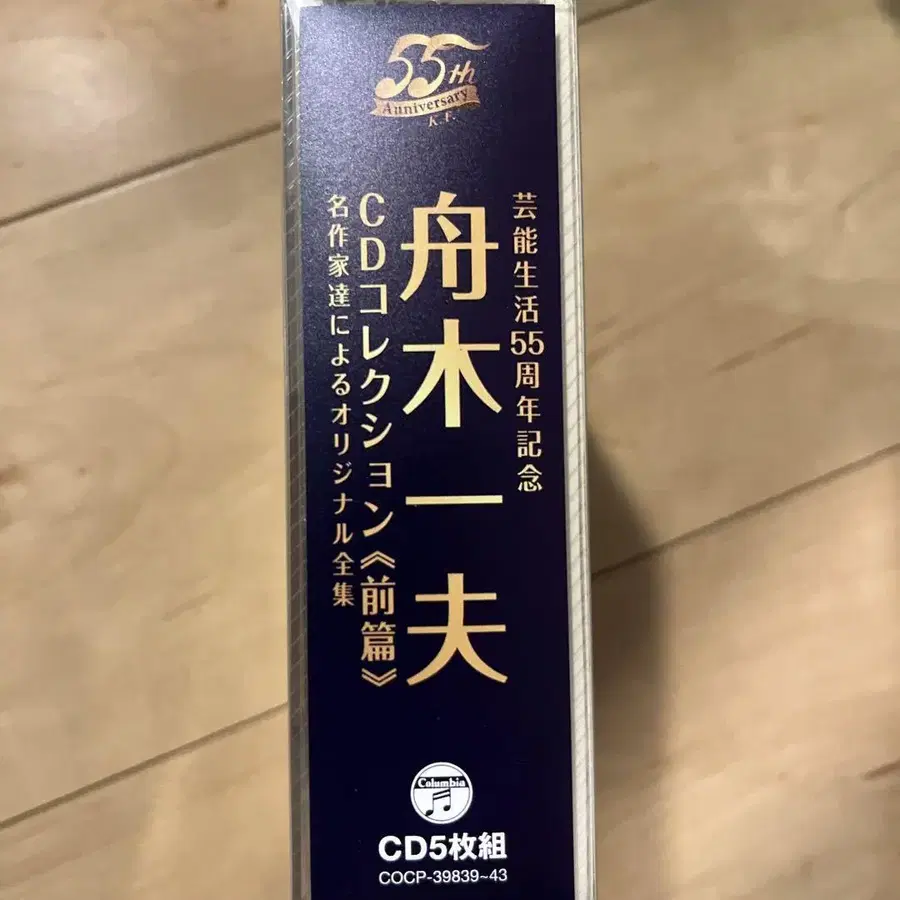 55th
Anniversary
K.F.
芸能生活55周年記念
舟木一夫
CDコレクション《前篇》
名作家達によるオリジナル全集
Columbia
CD5枚組
COCP-39839~43